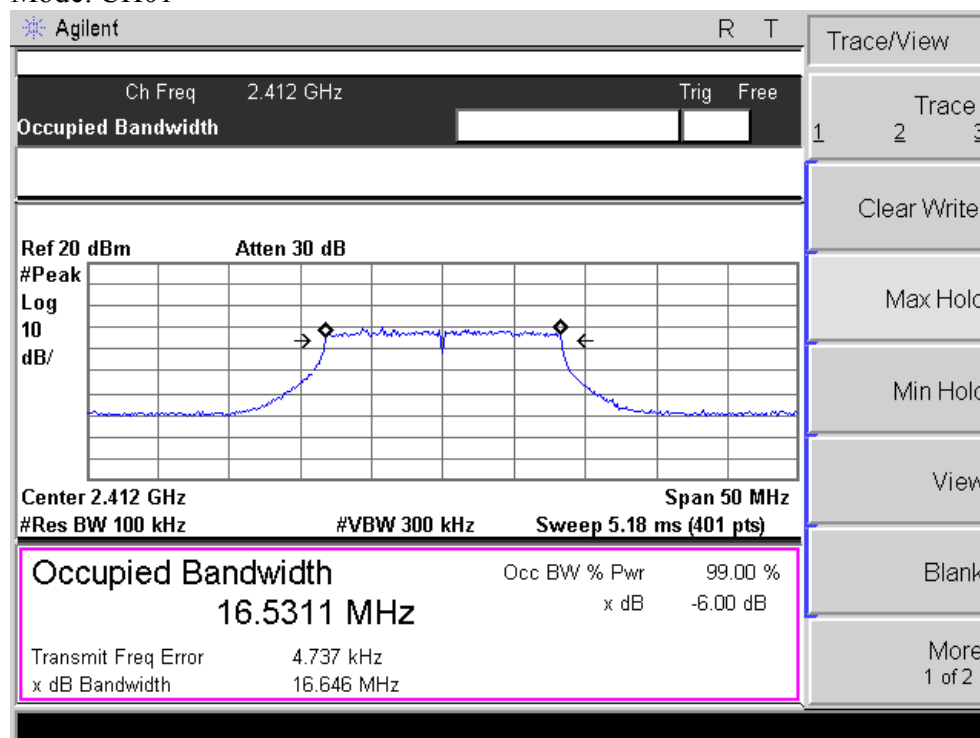 Agilent R T
Trace/View
Ch Freq 2.412 GHz Trig Free
Occupied Bandwidth
Trace
1 2 3
Clear Write
Ref 20 dBm Atten 30 dB
#Peak
Log
10
dB/
Max Hold
Min Hold
Center 2.412 GHz Span 50 MHz
#Res BW 100 kHz #VBW 300 kHz Sweep 5.18 ms (401 pts)
View
Occupied Bandwidth
16.5311 MHz
Occ BW % Pwr 99.00 %
x dB -6.00 dB
Blank
Transmit Freq Error 4.737 kHz
x dB Bandwidth 16.646 MHz
More
1 of 2